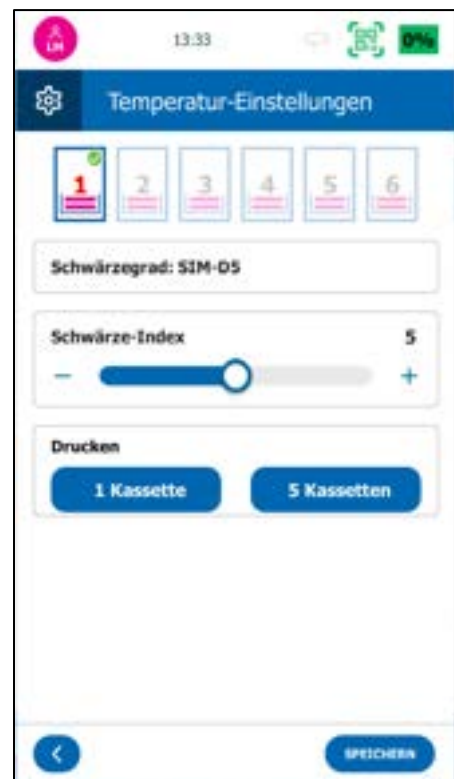 LM 13:33 0%
Temperatur-Einstellungen
1 2 3 4 5 6
Schwärzegrad: SIM-D5
Schwärze-Index 5
− +
Drucken
1 Kassette 5 Kassetten
SPEICHERN